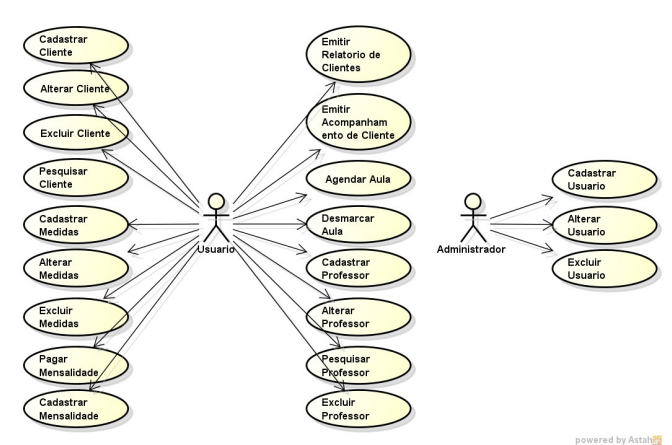 Cadastrar
Cliente
Alterar Cliente
Excluir Cliente
Pesquisar
Cliente
Cadastrar
Medidas
Alterar
Medidas
Excluir
Medidas
Pagar
Mensalidade
Cadastrar
Mensalidade
Usuario
Emitir
Relatorio de
Clientes
Emitir
Acompanham
ento de Cliente
Agendar Aula
Desmarcar
Aula
Cadastrar
Professor
Alterar
Professor
Pesquisar
Professor
Excluir
Professor
Administrador
Cadastrar
Usuario
Alterar
Usuario
Excluir
Usuario
powered by Astah